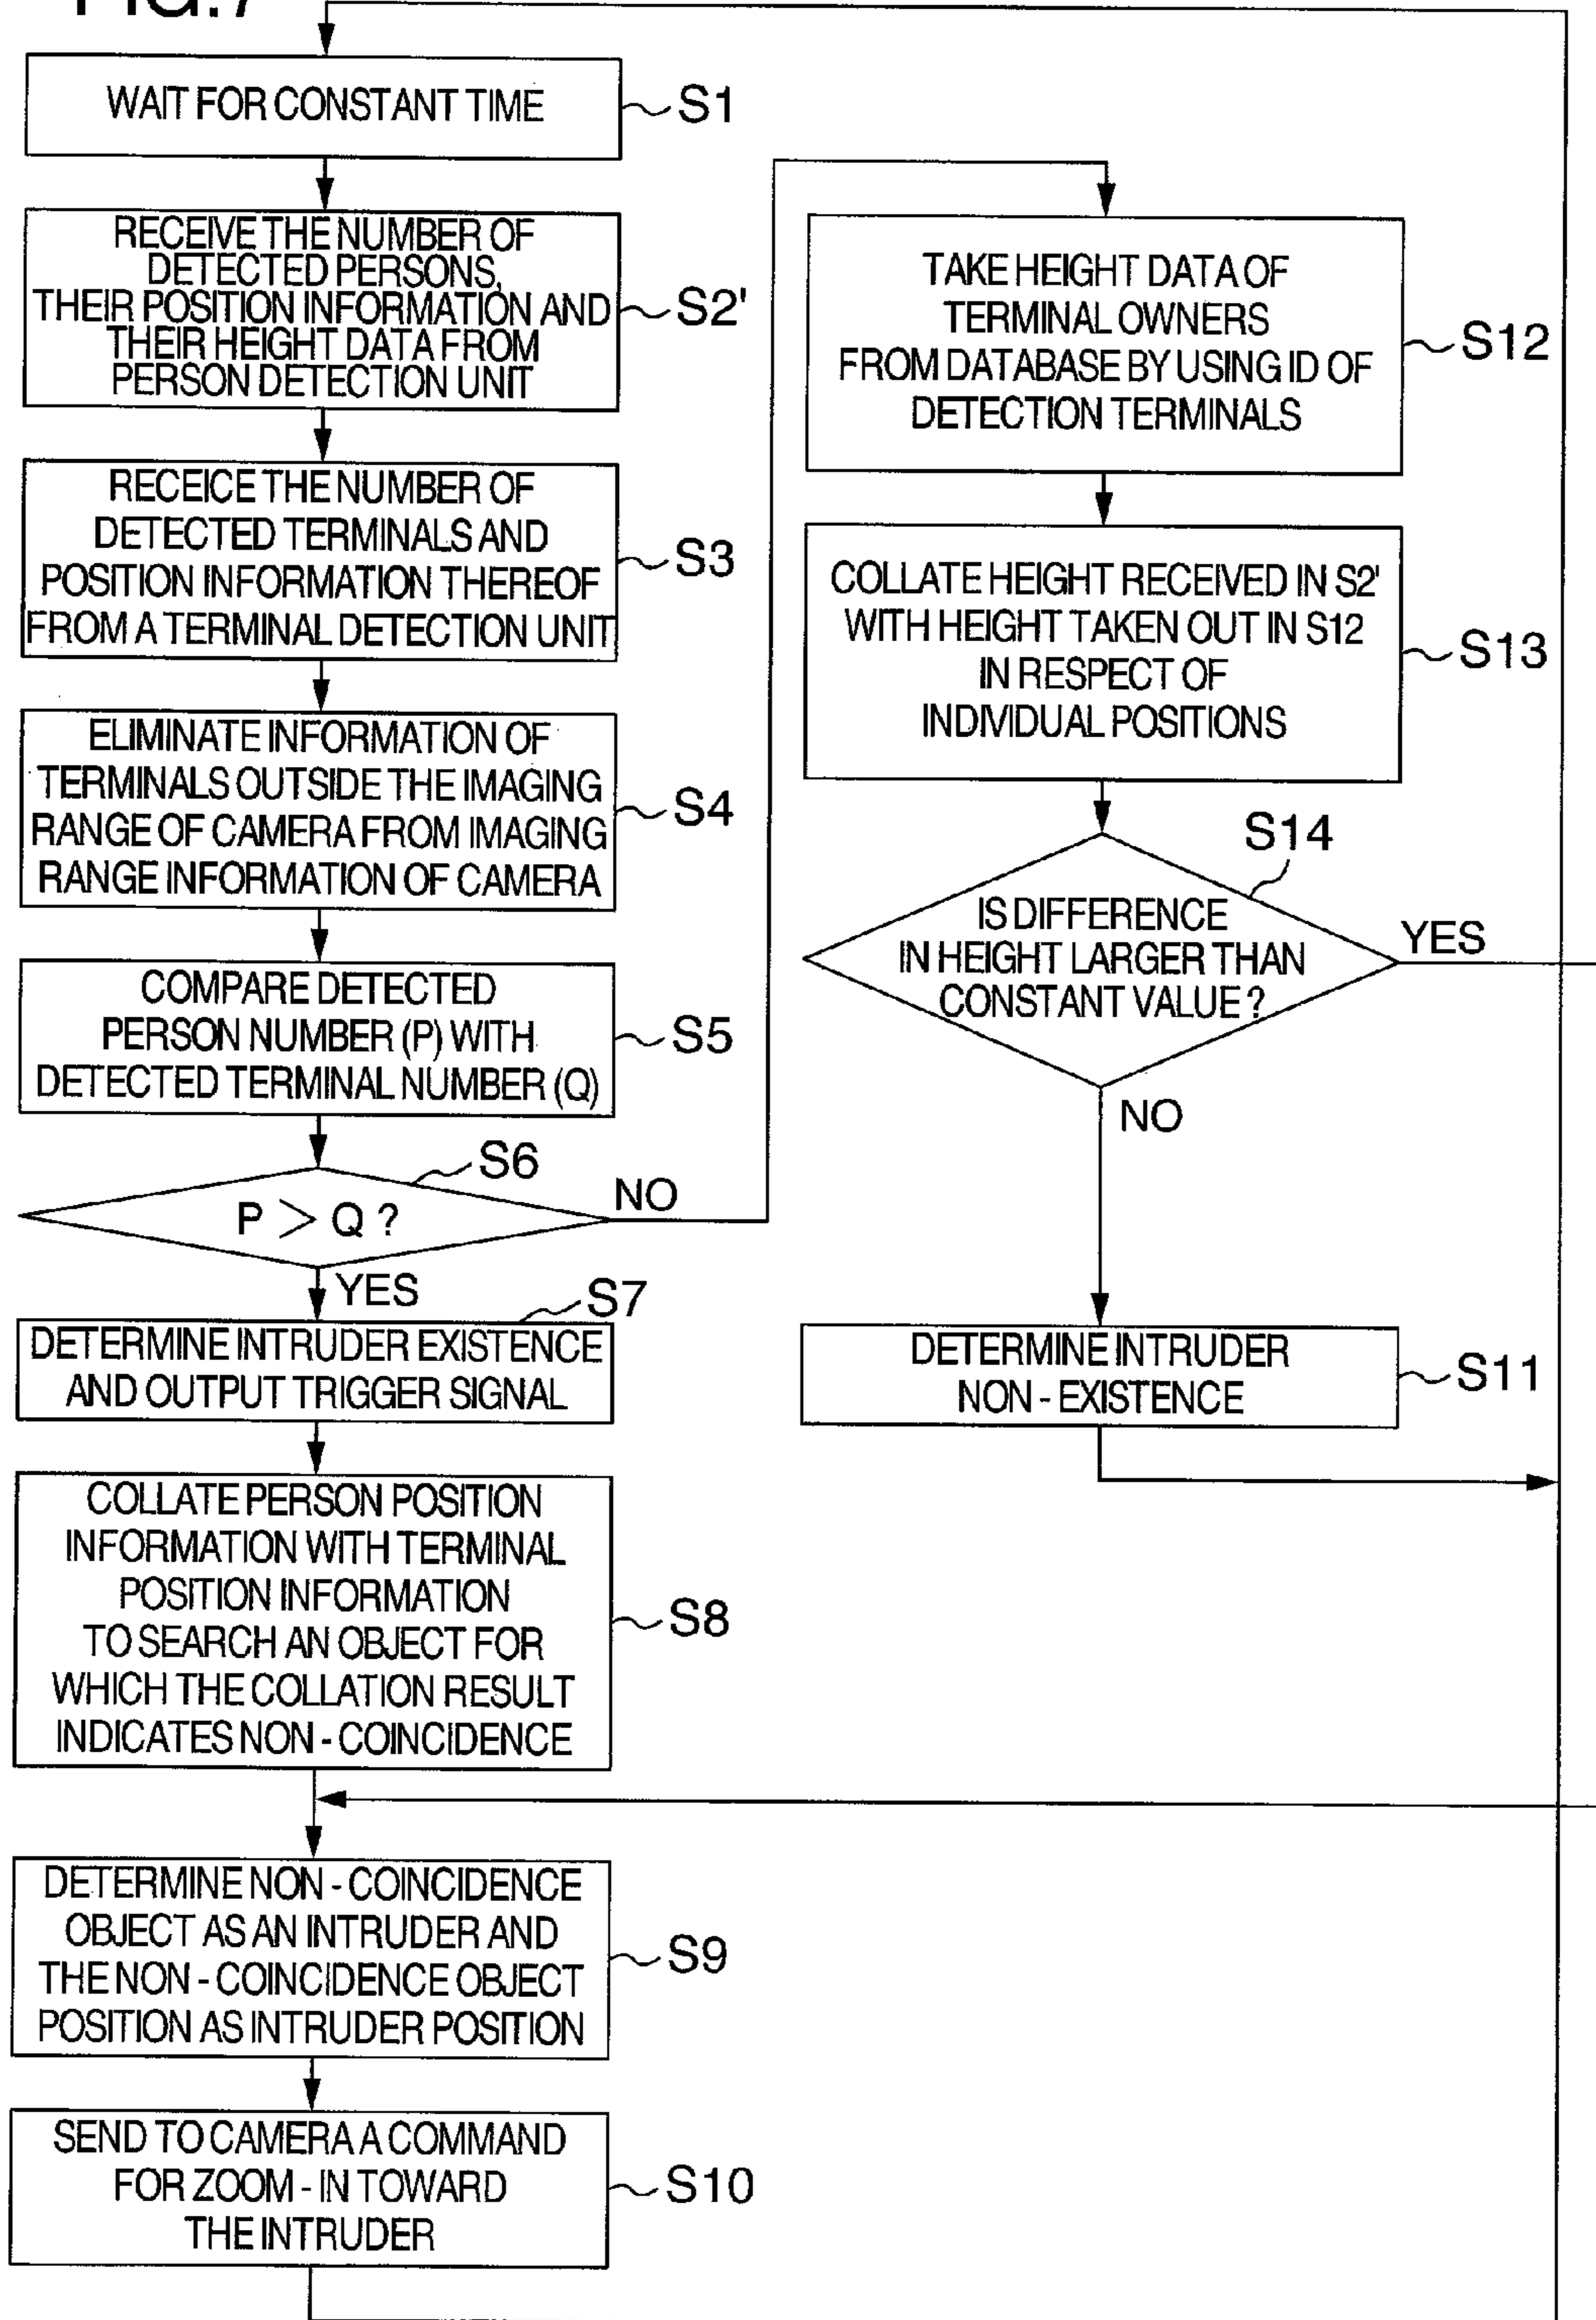 FIG.7
WAIT FOR CONSTANT TIME
S1
RECEIVE THE NUMBER OF
DETECTED PERSONS,
THEIR POSITION INFORMATION AND
THEIR HEIGHT DATA FROM
PERSON DETECTION UNIT
S2'
RECEICE THE NUMBER OF
DETECTED TERMINALS AND
POSITION INFORMATION THEREOF
FROM A TERMINAL DETECTION UNIT
S3
ELIMINATE INFORMATION OF
TERMINALS OUTSIDE THE IMAGING
RANGE OF CAMERA FROM IMAGING
RANGE INFORMATION OF CAMERA
S4
COMPARE DETECTED
PERSON NUMBER (P) WITH
DETECTED TERMINAL NUMBER (Q)
S5
S6
P > Q ?
NO
YES
S7
DETERMINE INTRUDER EXISTENCE
AND OUTPUT TRIGGER SIGNAL
COLLATE PERSON POSITION
INFORMATION WITH TERMINAL
POSITION INFORMATION
TO SEARCH AN OBJECT FOR
WHICH THE COLLATION RESULT
INDICATES NON - COINCIDENCE
S8
DETERMINE NON - COINCIDENCE
OBJECT AS AN INTRUDER AND
THE NON - COINCIDENCE OBJECT
POSITION AS INTRUDER POSITION
S9
SEND TO CAMERA A COMMAND
FOR ZOOM - IN TOWARD
THE INTRUDER
S10
TAKE HEIGHT DATA OF
TERMINAL OWNERS
FROM DATABASE BY USING ID OF
DETECTION TERMINALS
S12
COLLATE HEIGHT RECEIVED IN S2'
WITH HEIGHT TAKEN OUT IN S12
IN RESPECT OF
INDIVIDUAL POSITIONS
S13
S14
IS DIFFERENCE
IN HEIGHT LARGER THAN
CONSTANT VALUE ?
YES
NO
DETERMINE INTRUDER
NON - EXISTENCE
S11